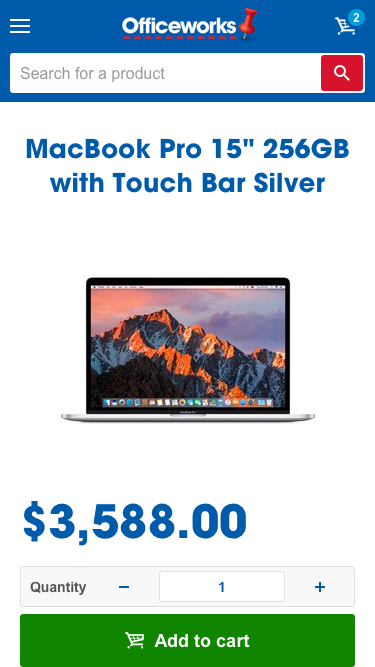 Officeworks
2
Search for a product
MacBook Pro 15" 256GB
with Touch Bar Silver
$3,588.00
Quantity − 1 +
Add to cart